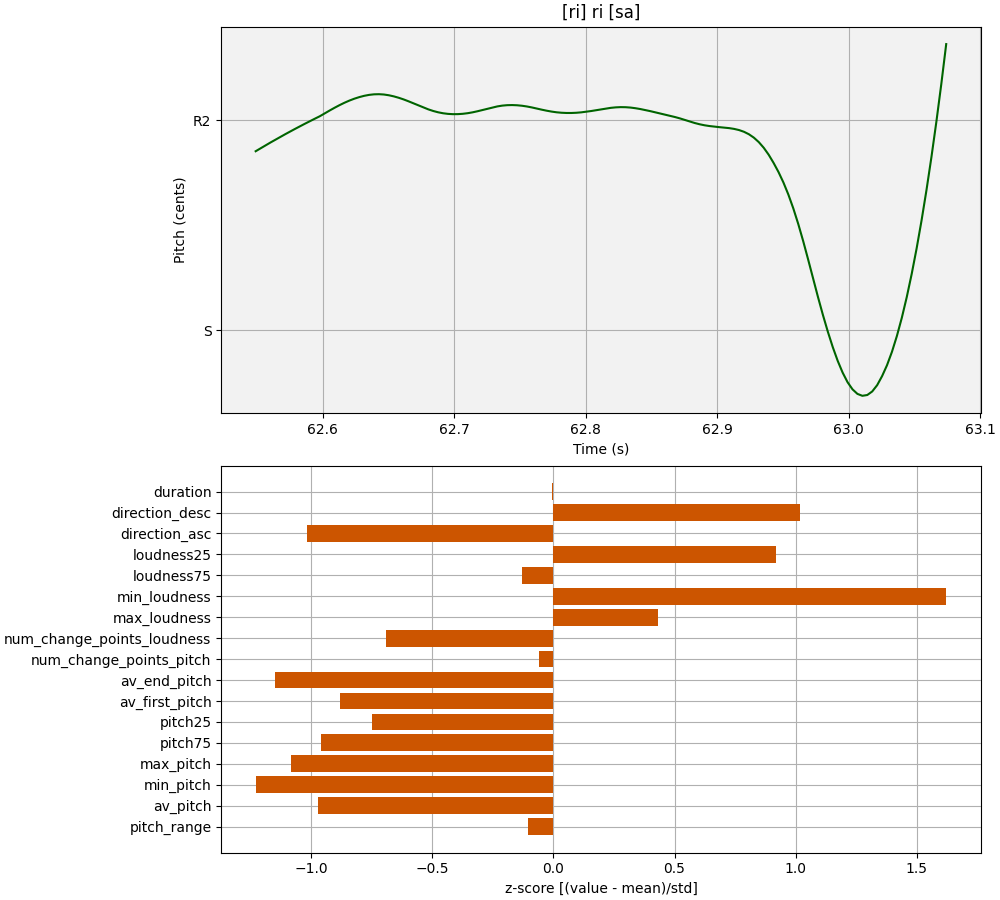 [ri] ri [sa]
R2
S
Pitch (cents)
62.6 62.7 62.8 62.9 63.0 63.1
Time (s)
duration
direction_desc
direction_asc
loudness25
loudness75
min_loudness
max_loudness
num_change_points_loudness
num_change_points_pitch
av_end_pitch
av_first_pitch
pitch25
pitch75
max_pitch
min_pitch
av_pitch
pitch_range
−1.0 −0.5 0.0 0.5 1.0 1.5
z-score [(value - mean)/std]